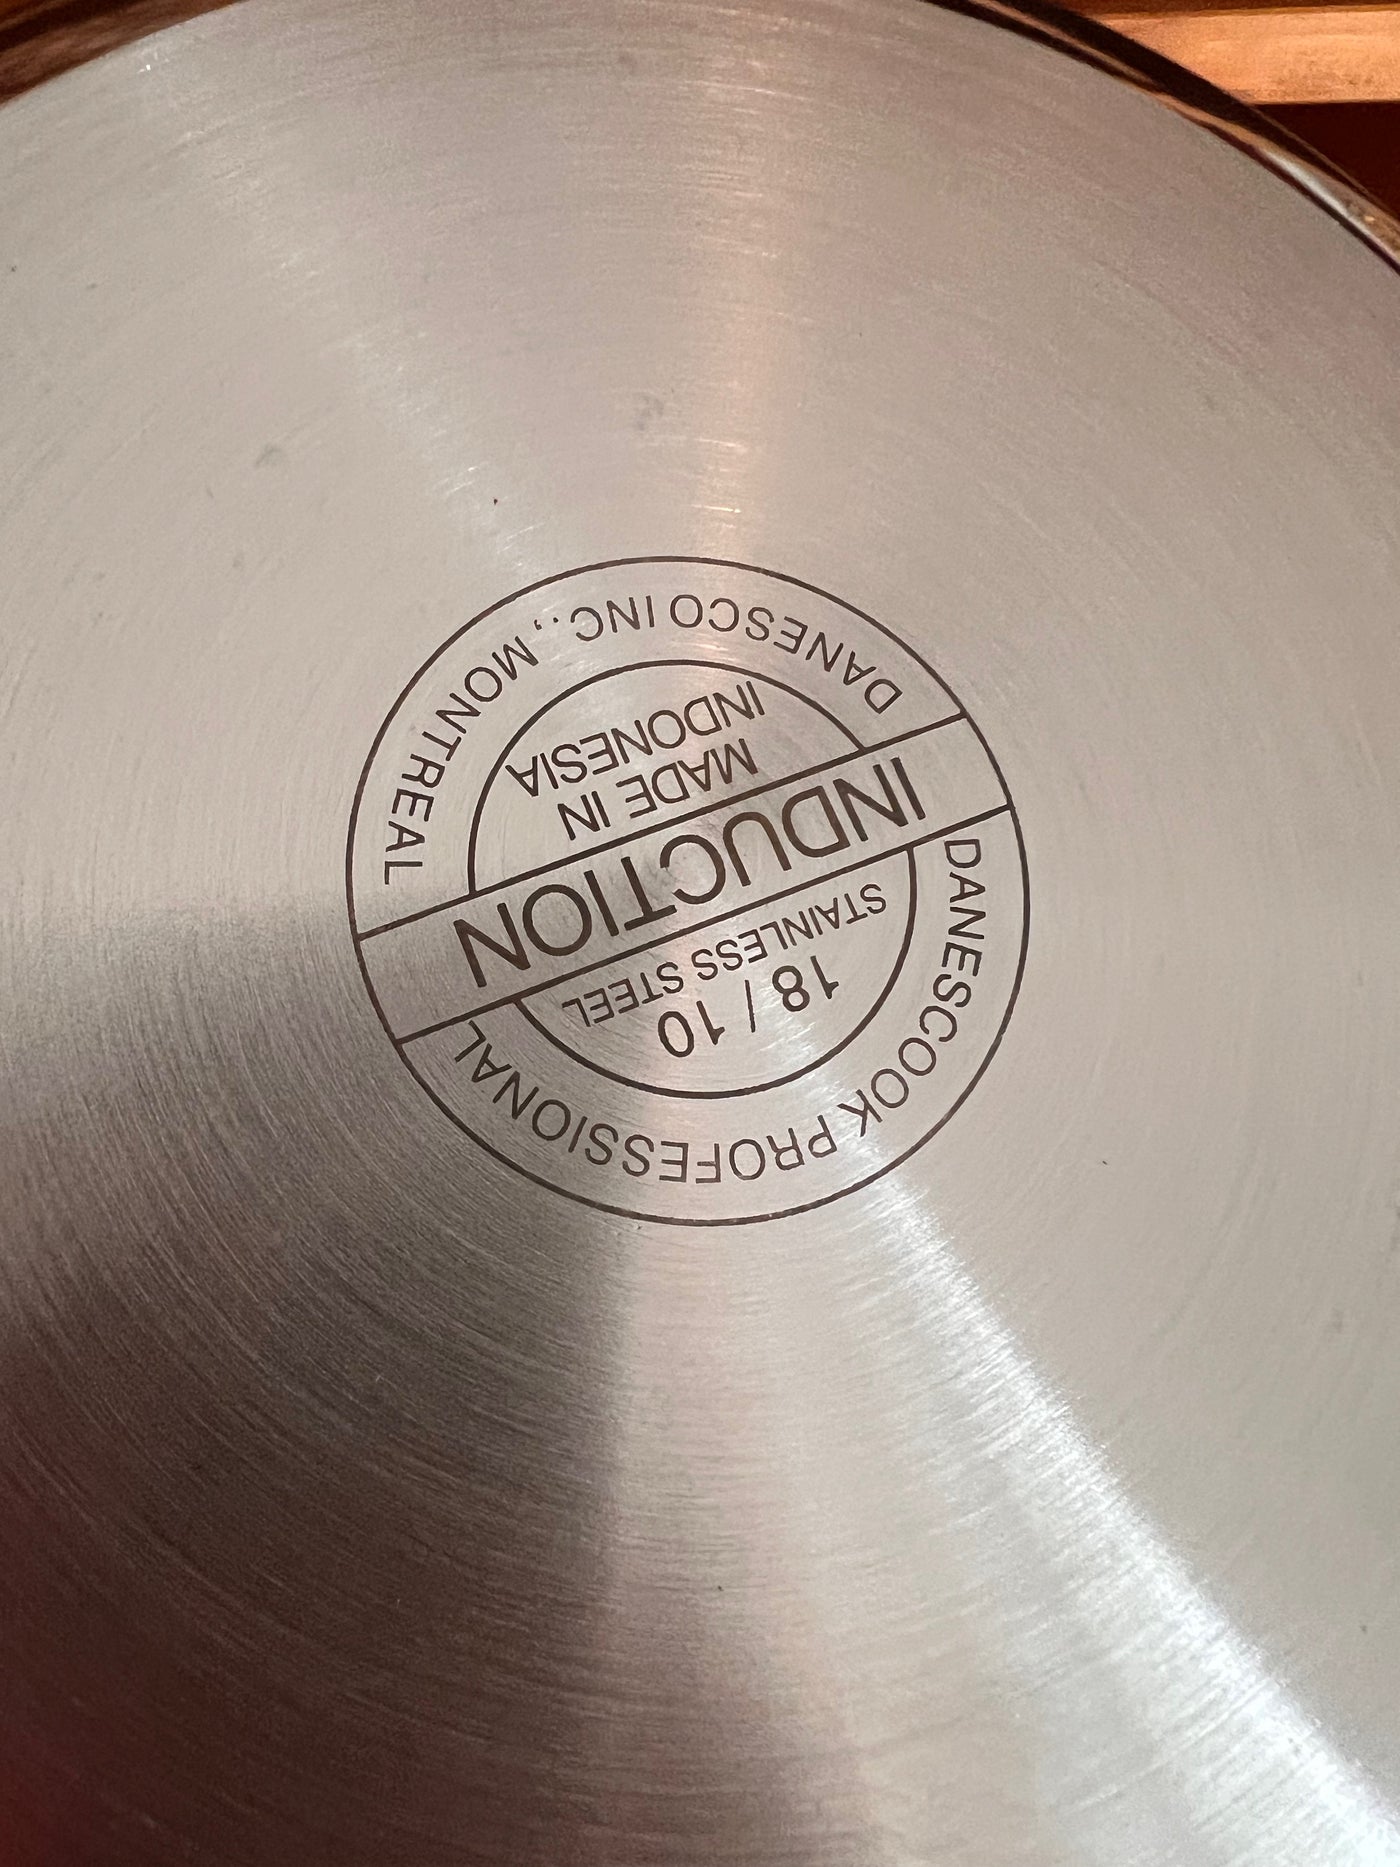 DANESCOOK PROFESSIONAL
18 / 10
STAINLESS STEEL
INDUCTION
MADE IN
INDONESIA
DANESCO INC., MONTREAL